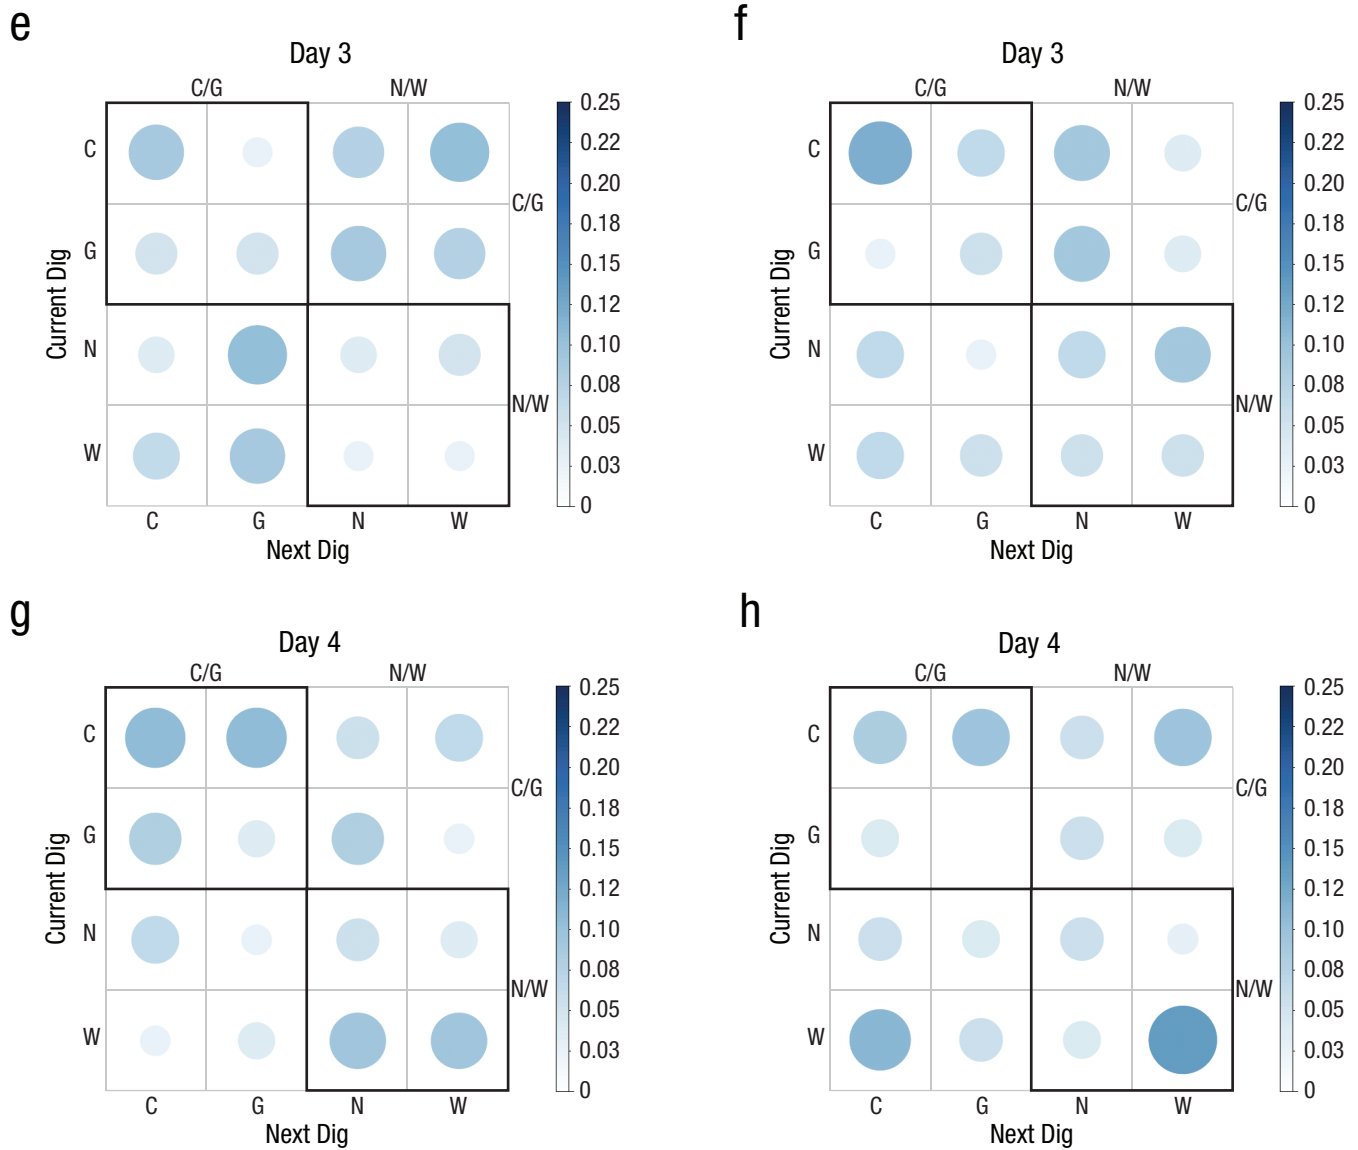 e
Day 3
C/G N/W
C
G
N
W
C/G
N/W
Current Dig
C G N W
Next Dig
0.25
0.22
0.20
0.18
0.15
0.12
0.10
0.08
0.05
0.03
0
f
Day 3
C/G N/W
C
G
N
W
C/G
N/W
Current Dig
C G N W
Next Dig
0.25
0.22
0.20
0.18
0.15
0.12
0.10
0.08
0.05
0.03
0
g
Day 4
C/G N/W
C
G
N
W
C/G
N/W
Current Dig
C G N W
Next Dig
0.25
0.22
0.20
0.18
0.15
0.12
0.10
0.08
0.05
0.03
0
h
Day 4
C/G N/W
C
G
N
W
C/G
N/W
Current Dig
C G N W
Next Dig
0.25
0.22
0.20
0.18
0.15
0.12
0.10
0.08
0.05
0.03
0